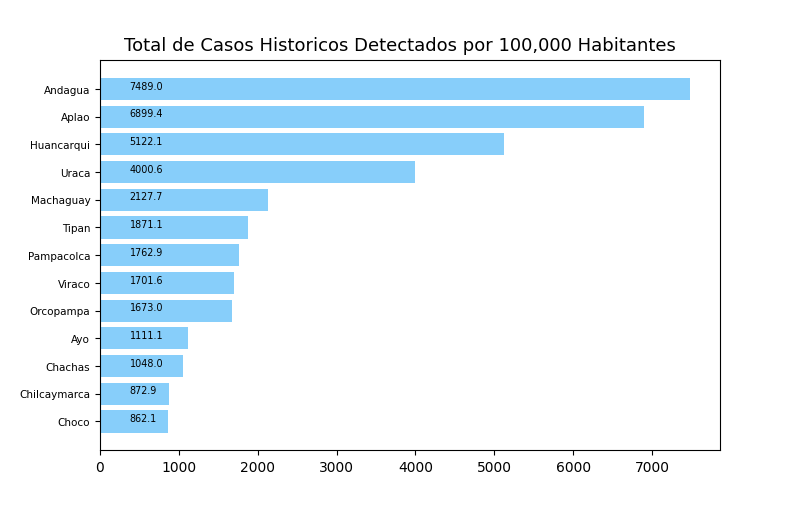 Total de Casos Historicos Detectados por 100,000 Habitantes
Andagua 7489.0
Aplao 6899.4
Huancarqui 5122.1
Uraca 4000.6
Machaguay 2127.7
Tipan 1871.1
Pampacolca 1762.9
Viraco 1701.6
Orcopampa 1673.0
Ayo 1111.1
Chachas 1048.0
Chilcaymarca 872.9
Choco 862.1
0 1000 2000 3000 4000 5000 6000 7000